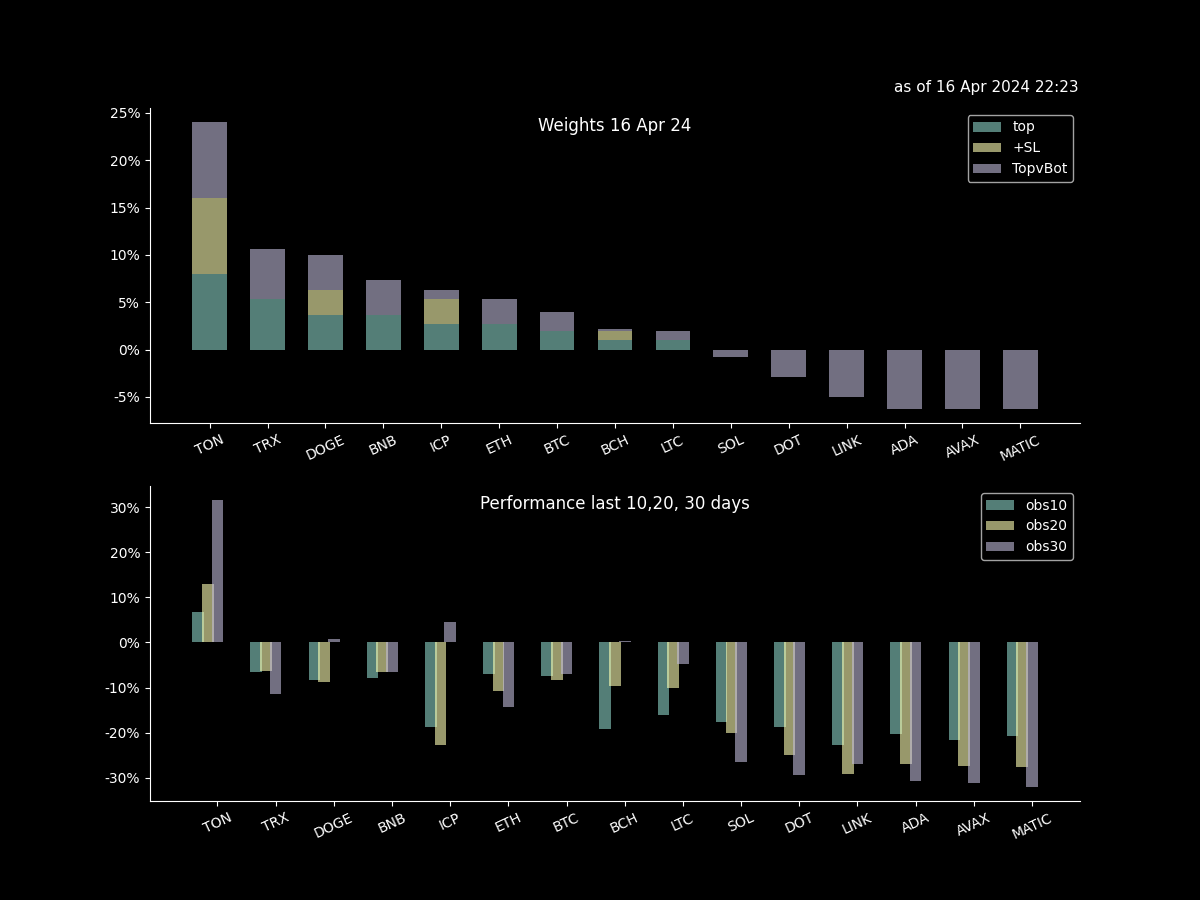 as of 16 Apr 2024 22:23
Weights 16 Apr 24
top
+SL
TopvBot
25%
20%
15%
10%
5%
0%
-5%
TON TRX DOGE BNB ICP ETH BTC BCH LTC SOL DOT LINK ADA AVAX MATIC
Performance last 10,20, 30 days
obs10
obs20
obs30
30%
20%
10%
0%
-10%
-20%
-30%
TON TRX DOGE BNB ICP ETH BTC BCH LTC SOL DOT LINK ADA AVAX MATIC